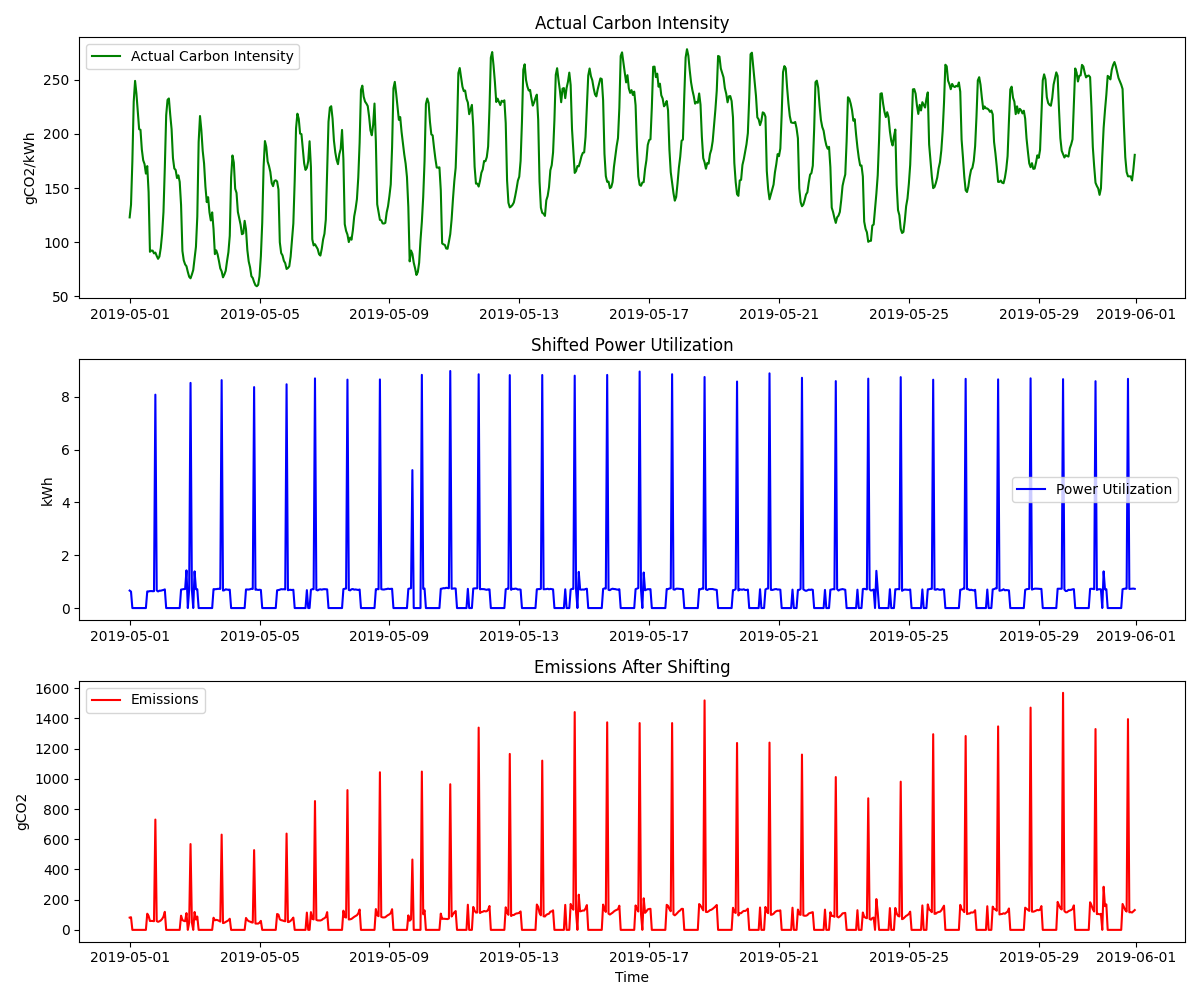 Actual Carbon Intensity
Actual Carbon Intensity
gCO2/kWh
250
200
150
100
50
2019-05-01 2019-05-05 2019-05-09 2019-05-13 2019-05-17 2019-05-21 2019-05-25 2019-05-29 2019-06-01
Shifted Power Utilization
Power Utilization
kWh
8
6
4
2
0
2019-05-01 2019-05-05 2019-05-09 2019-05-13 2019-05-17 2019-05-21 2019-05-25 2019-05-29 2019-06-01
Emissions After Shifting
Emissions
gCO2
1600
1400
1200
1000
800
600
400
200
0
2019-05-01 2019-05-05 2019-05-09 2019-05-13 2019-05-17 2019-05-21 2019-05-25 2019-05-29 2019-06-01
Time